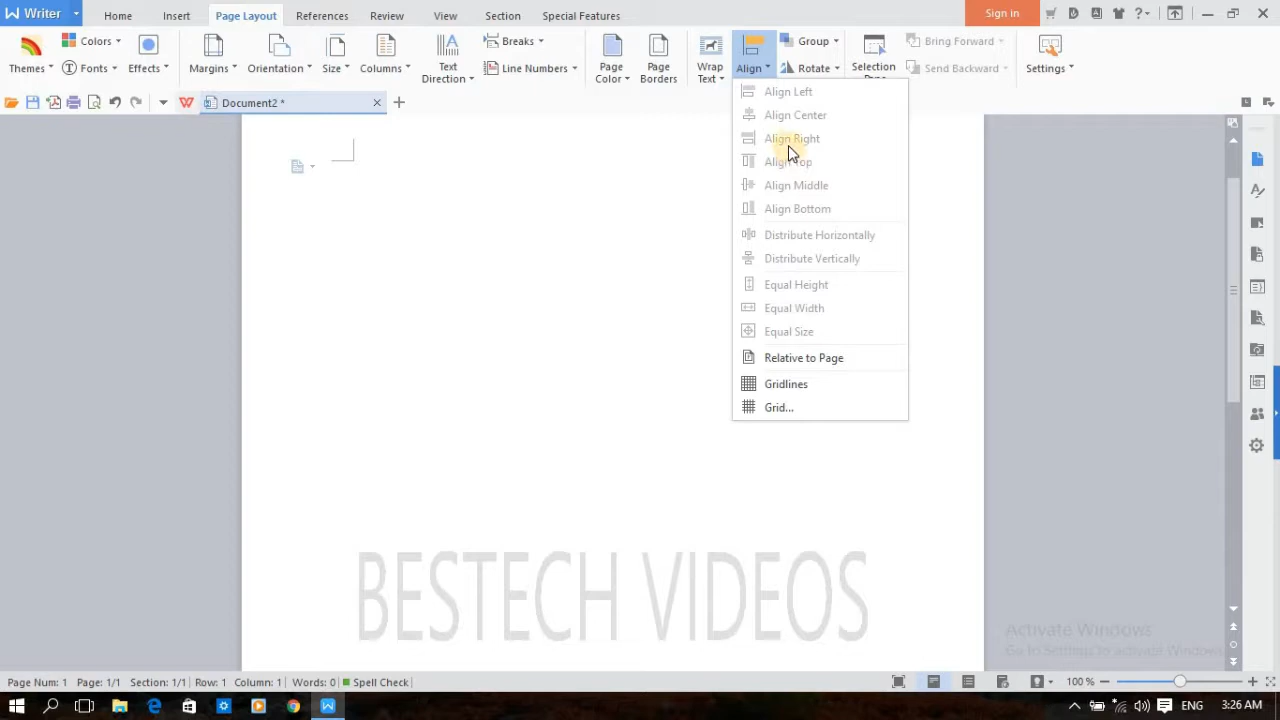 Writer
Home
Insert
Page Layout
References
Review
View
Section
Special Features
Sign in
Themes
Colors
Fonts
Effects
Margins
Orientation
Size
Columns
Text
Direction
Breaks
Line Numbers
Page
Color
Page
Borders
Wrap
Text
Align
Group
Rotate
Selection
Bring Forward
Send Backward
Settings
Document2 *
Align Left
Align Center
Align Right
Align Top
Align Middle
Align Bottom
Distribute Horizontally
Distribute Vertically
Equal Height
Equal Width
Equal Size
Relative to Page
Gridlines
Grid...
BESTECH VIDEOS
Activate Windows
Go to Settings to activate Windows.
Page Num: 1 Page: 1/1 Section: 1/1 Row: 1 Column: 1 Words: 0 Spell Check
100 %
ENG
3:26 AM